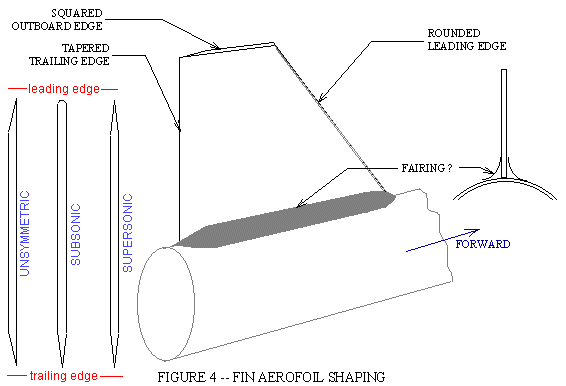 SQUARED
OUTBOARD EDGE
TAPERED
TRAILING EDGE
ROUNDED
LEADING EDGE
leading edge
FAIRING ?
UNSYMMETRIC
SUBSONIC
SUPERSONIC
FORWARD
trailing edge
FIGURE 4 -- FIN AEROFOIL SHAPING